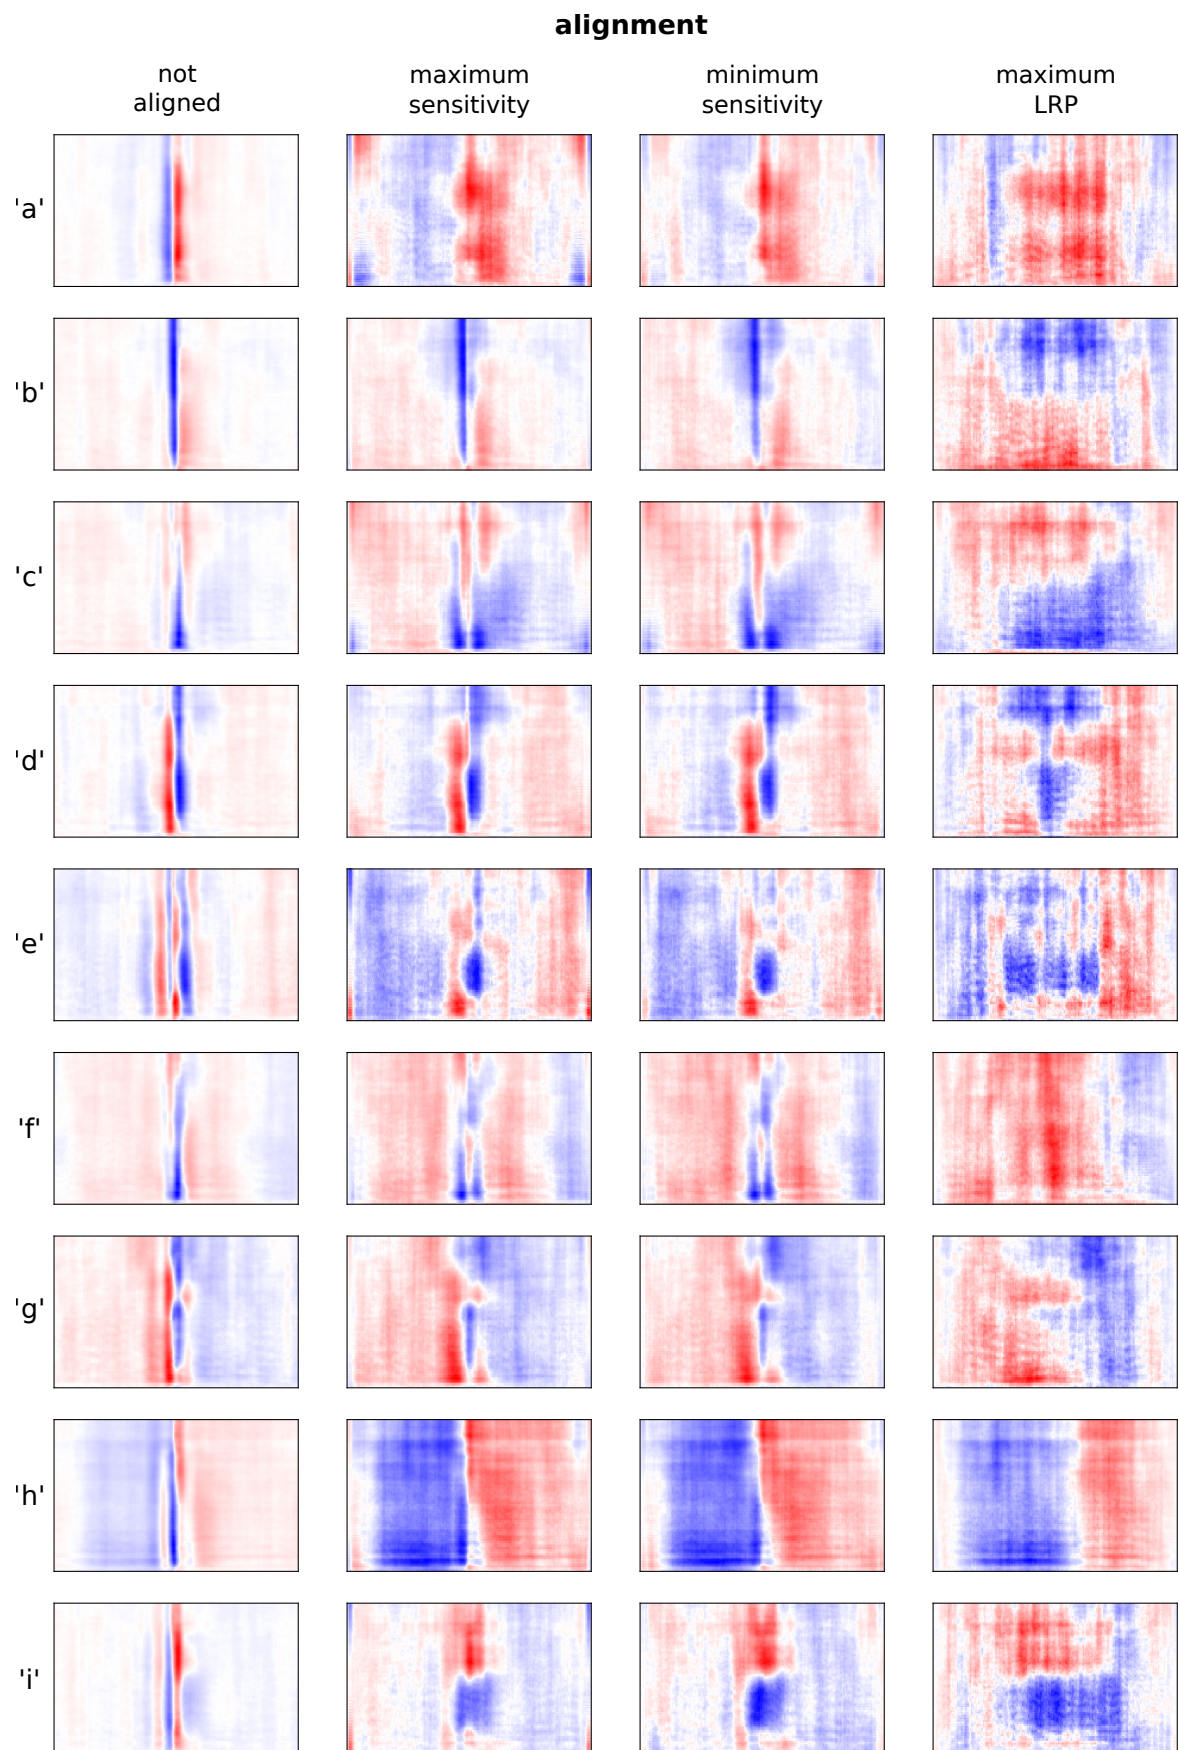 alignment
not
aligned
maximum
sensitivity
minimum
sensitivity
maximum
LRP
'a'
'b'
'c'
'd'
'e'
'f'
'g'
'h'
'i'